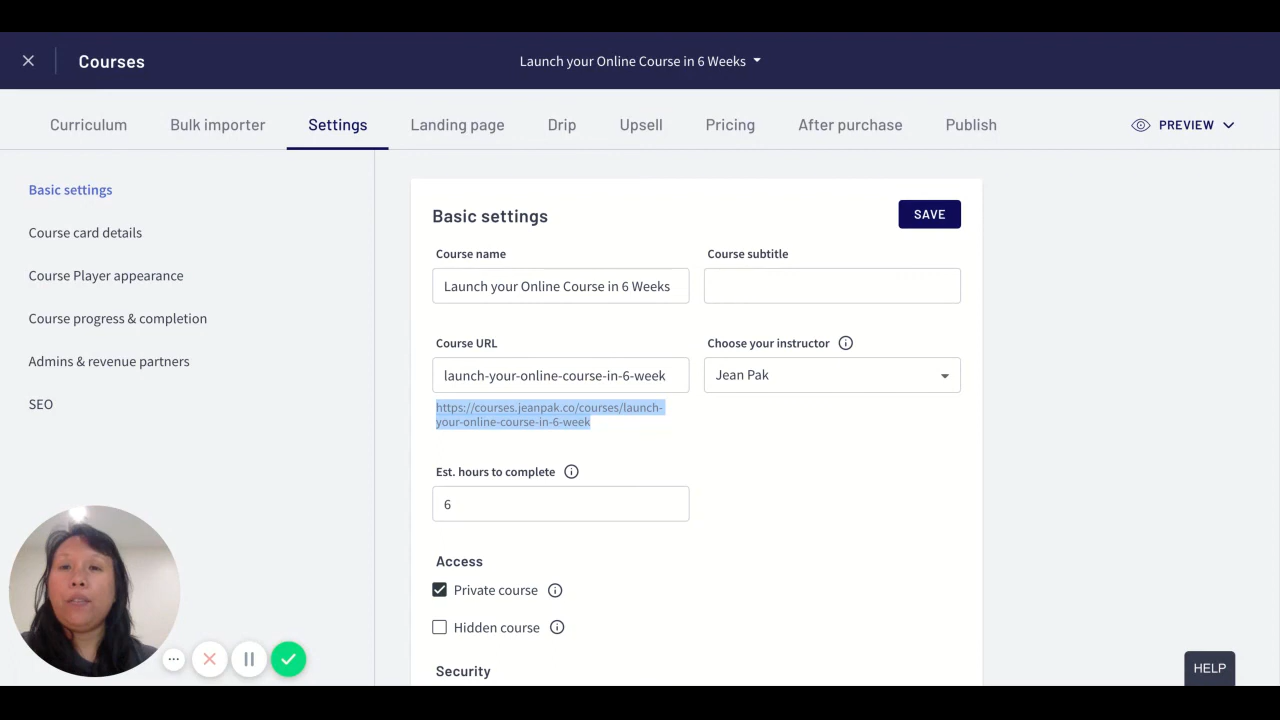 Courses
Launch your Online Course in 6 Weeks
Curriculum
Bulk importer
Settings
Landing page
Drip
Upsell
Pricing
After purchase
Publish
PREVIEW
Basic settings
Course card details
Course Player appearance
Course progress & completion
Admins & revenue partners
SEO
Basic settings
SAVE
Course name
Launch your Online Course in 6 Weeks
Course subtitle
Course URL
launch-your-online-course-in-6-week
https://courses.jeanpak.co/courses/launch-
your-online-course-in-6-week
Choose your instructor
Jean Pak
Est. hours to complete
6
Access
Private course
Hidden course
Security
HELP